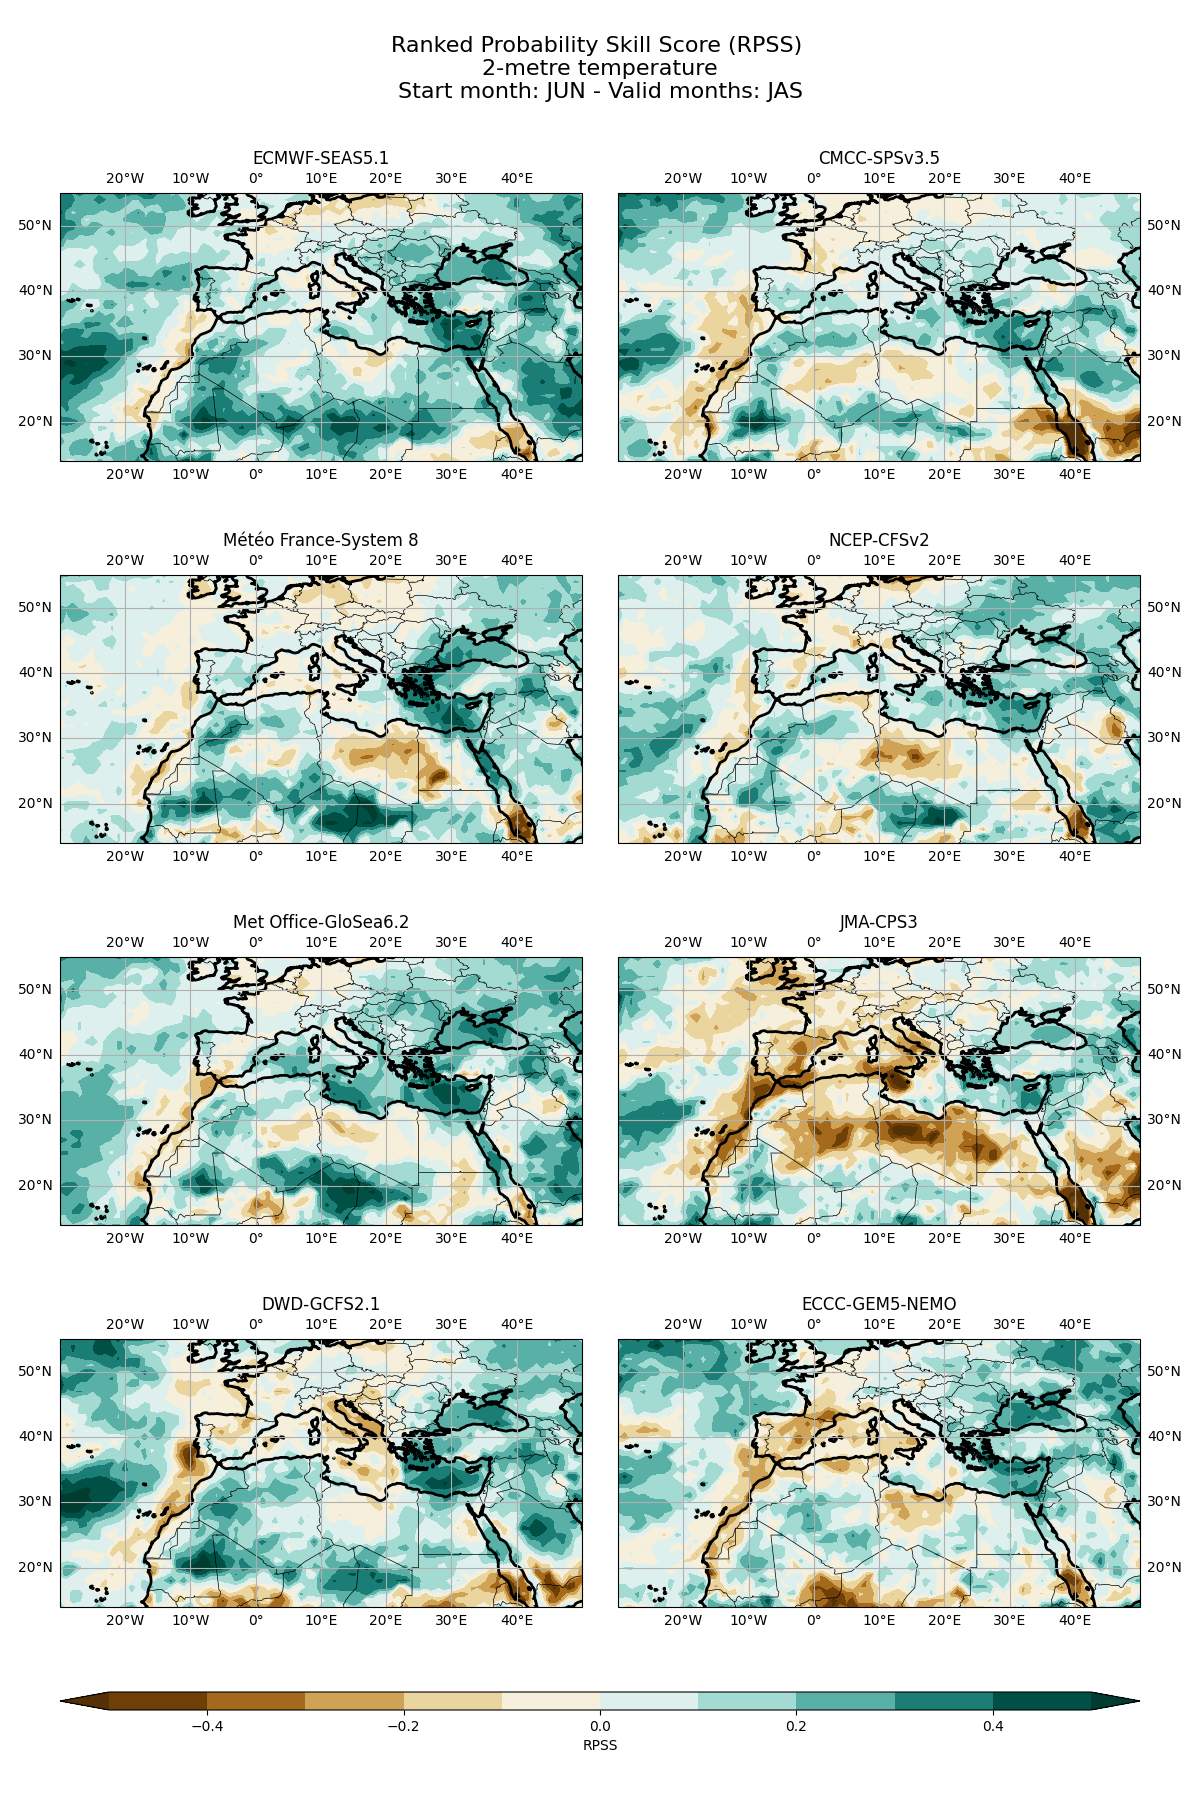 Ranked Probability Skill Score (RPSS)
2-metre temperature
Start month: JUN - Valid months: JAS
ECMWF-SEAS5.1
CMCC-SPSv3.5
20°W 10°W 0° 10°E 20°E 30°E 40°E
20°W 10°W 0° 10°E 20°E 30°E 40°E
50°N
50°N
40°N
40°N
30°N
30°N
20°N
20°N
20°W 10°W 0° 10°E 20°E 30°E 40°E
20°W 10°W 0° 10°E 20°E 30°E 40°E
Météo France-System 8
NCEP-CFSv2
20°W 10°W 0° 10°E 20°E 30°E 40°E
20°W 10°W 0° 10°E 20°E 30°E 40°E
50°N
50°N
40°N
40°N
30°N
30°N
20°N
20°N
20°W 10°W 0° 10°E 20°E 30°E 40°E
20°W 10°W 0° 10°E 20°E 30°E 40°E
Met Office-GloSea6.2
JMA-CPS3
20°W 10°W 0° 10°E 20°E 30°E 40°E
20°W 10°W 0° 10°E 20°E 30°E 40°E
50°N
50°N
40°N
40°N
30°N
30°N
20°N
20°N
20°W 10°W 0° 10°E 20°E 30°E 40°E
20°W 10°W 0° 10°E 20°E 30°E 40°E
DWD-GCFS2.1
ECCC-GEM5-NEMO
20°W 10°W 0° 10°E 20°E 30°E 40°E
20°W 10°W 0° 10°E 20°E 30°E 40°E
50°N
50°N
40°N
40°N
30°N
30°N
20°N
20°N
20°W 10°W 0° 10°E 20°E 30°E 40°E
20°W 10°W 0° 10°E 20°E 30°E 40°E
−0.4 −0.2 0.0 0.2 0.4
RPSS